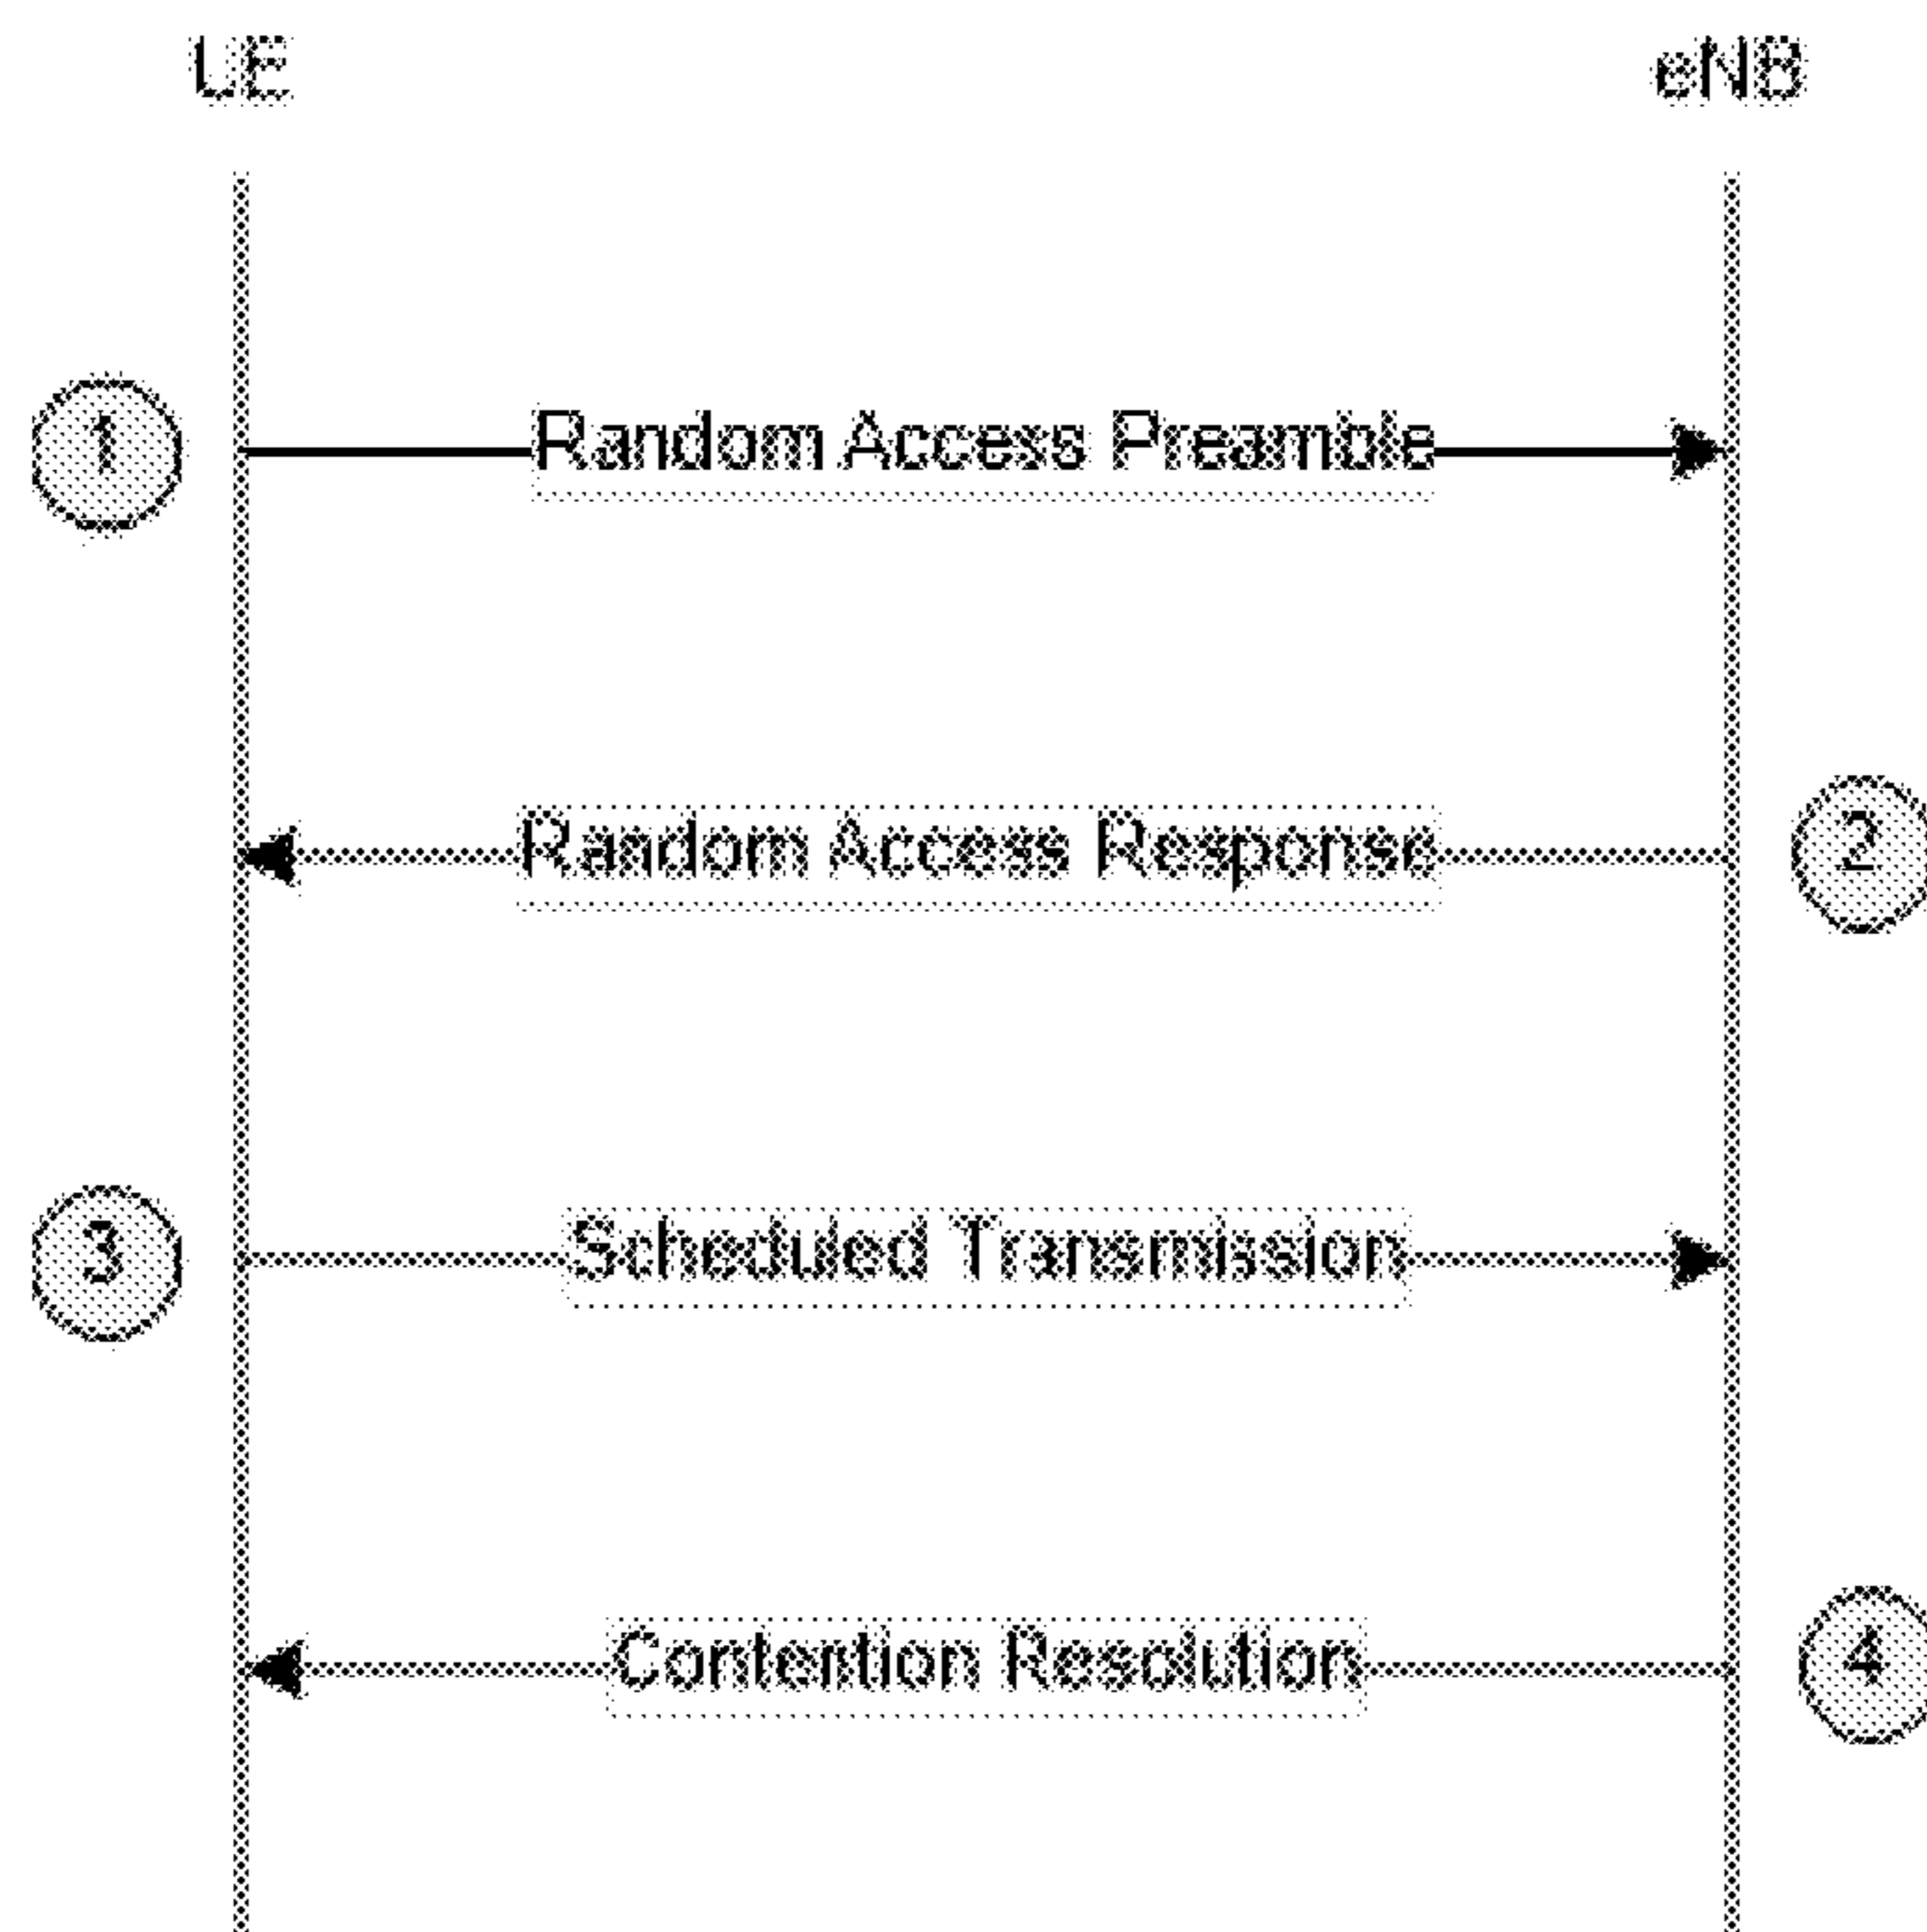 UE eNB
1 Random Access Preamble
Random Access Response 2
3 Scheduled Transmission
Contention Resolution 4